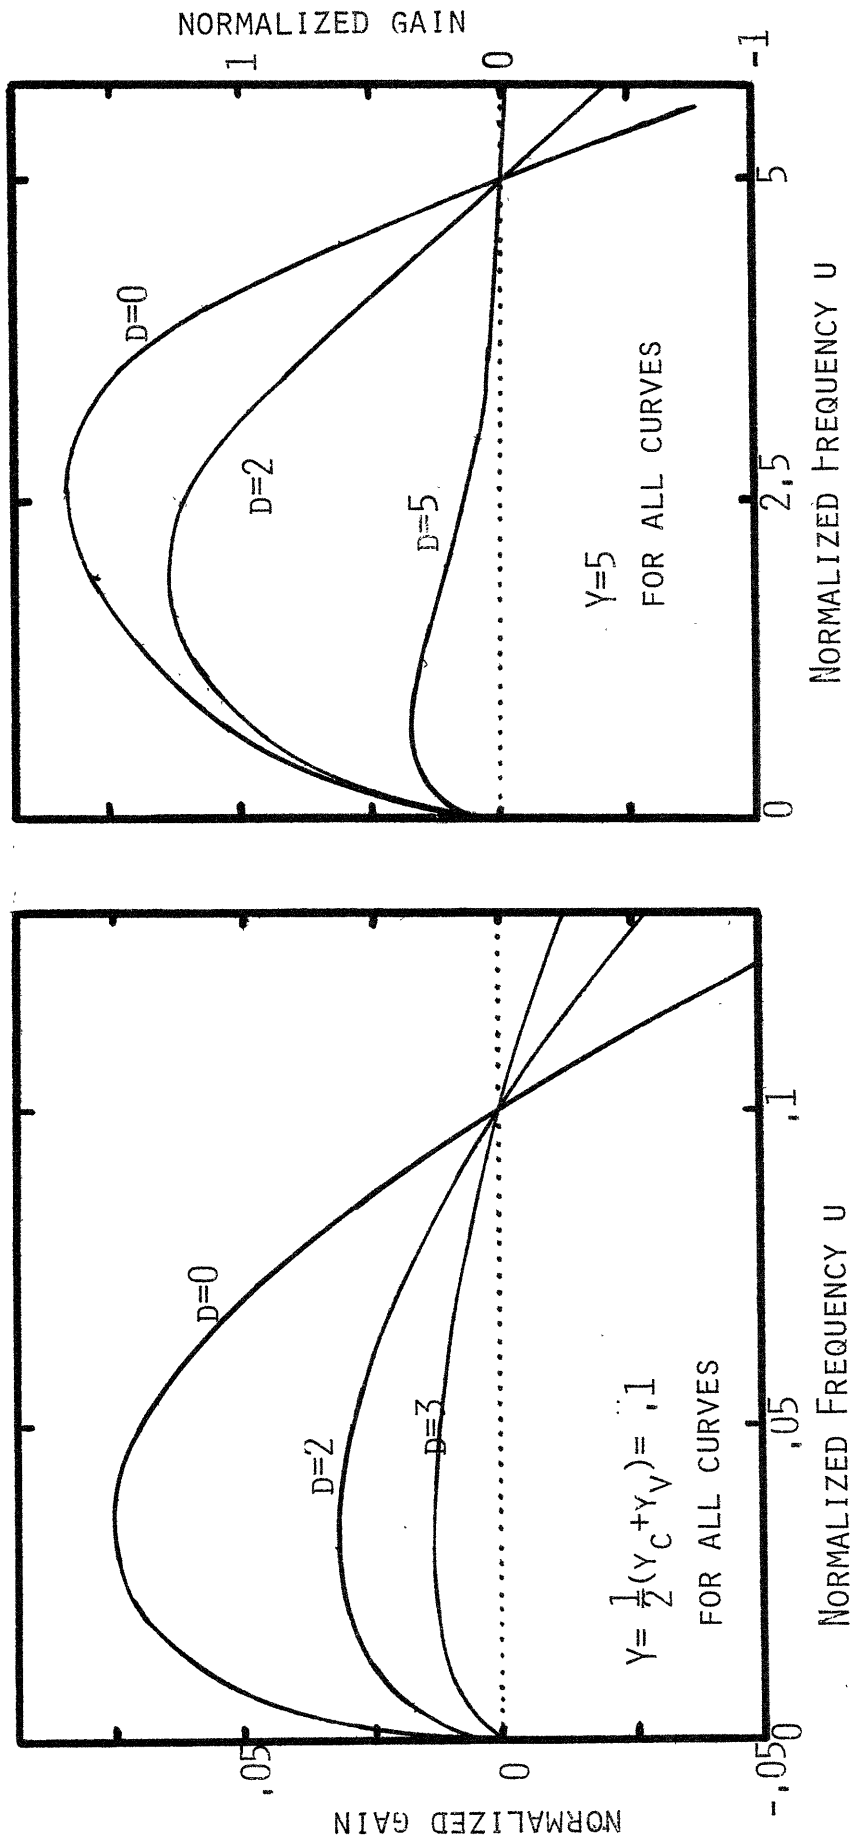 NORMALIZED GAIN
.05
0
-.05
D=0
D=2
D=3
Y= 1/2 (Y_C+Y_V)= .1
FOR ALL CURVES
0
.05
.1
NORMALIZED FREQUENCY U
NORMALIZED GAIN
1
0
-1
D=0
D=2
D=5
Y=5
FOR ALL CURVES
0
2.5
5
NORMALIZED FREQUENCY U